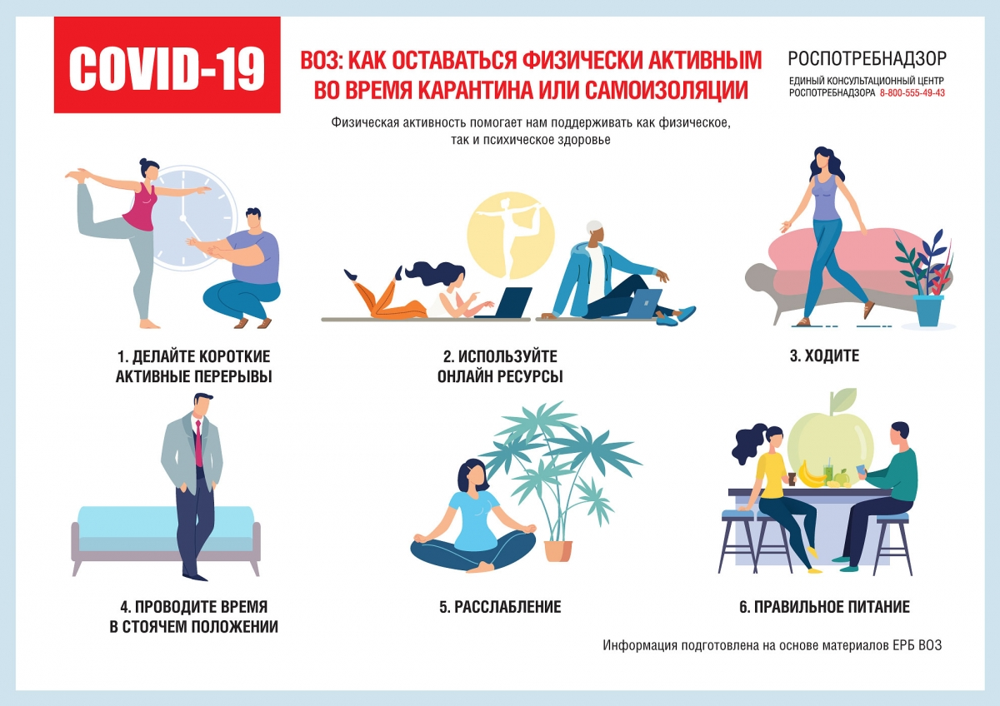 COVID-19
ВОЗ: КАК ОСТАВАТЬСЯ ФИЗИЧЕСКИ АКТИВНЫМ
ВО ВРЕМЯ КАРАНТИНА ИЛИ САМОИЗОЛЯЦИИ
РОСПОТРЕБНАДЗОР
ЕДИНЫЙ КОНСУЛЬТАЦИОННЫЙ ЦЕНТР
РОСПОТРЕБНАДЗОРА 8-800-555-49-43
Физическая активность помогает нам поддерживать как физическое,
так и психическое здоровье
1. ДЕЛАЙТЕ КОРОТКИЕ
АКТИВНЫЕ ПЕРЕРЫВЫ
2. ИСПОЛЬЗУЙТЕ
ОНЛАЙН РЕСУРСЫ
3. ХОДИТЕ
4. ПРОВОДИТЕ ВРЕМЯ
В СТОЯЧЕМ ПОЛОЖЕНИИ
5. РАССЛАБЛЕНИЕ
6. ПРАВИЛЬНОЕ ПИТАНИЕ
Информация подготовлена на основе материалов ЕРБ ВОЗ